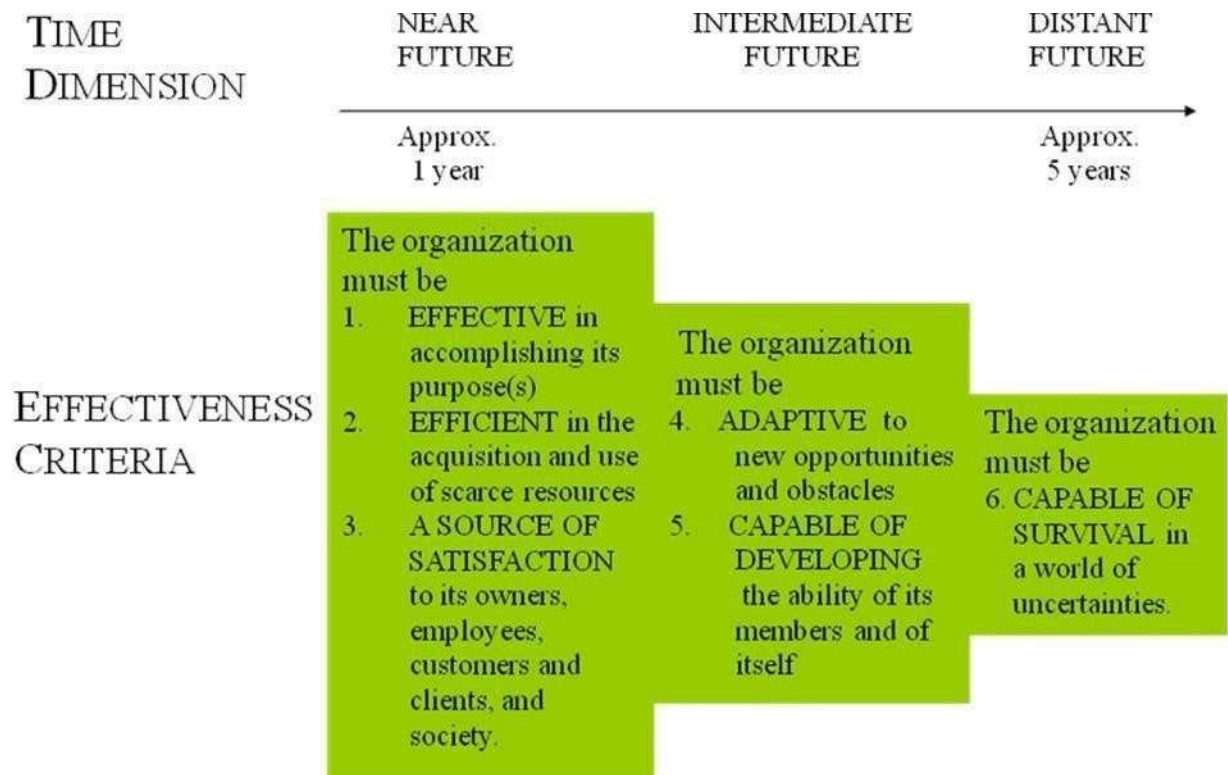 TIME
DIMENSION
NEAR
FUTURE
INTERMEDIATE
FUTURE
DISTANT
FUTURE
Approx.
1 year
Approx.
5 years
EFFECTIVENESS
CRITERIA
The organization
must be
1. EFFECTIVE in
accomplishing its
purpose(s)
2. EFFICIENT in the
acquisition and use
of scarce resources
3. A SOURCE OF
SATISFACTION
to its owners,
employees,
customers and
clients, and
society.
The organization
must be
4. ADAPTIVE to
new opportunities
and obstacles
5. CAPABLE OF
DEVELOPING
the ability of its
members and of
itself
The organization
must be
6. CAPABLE OF
SURVIVAL in
a world of
uncertainties.